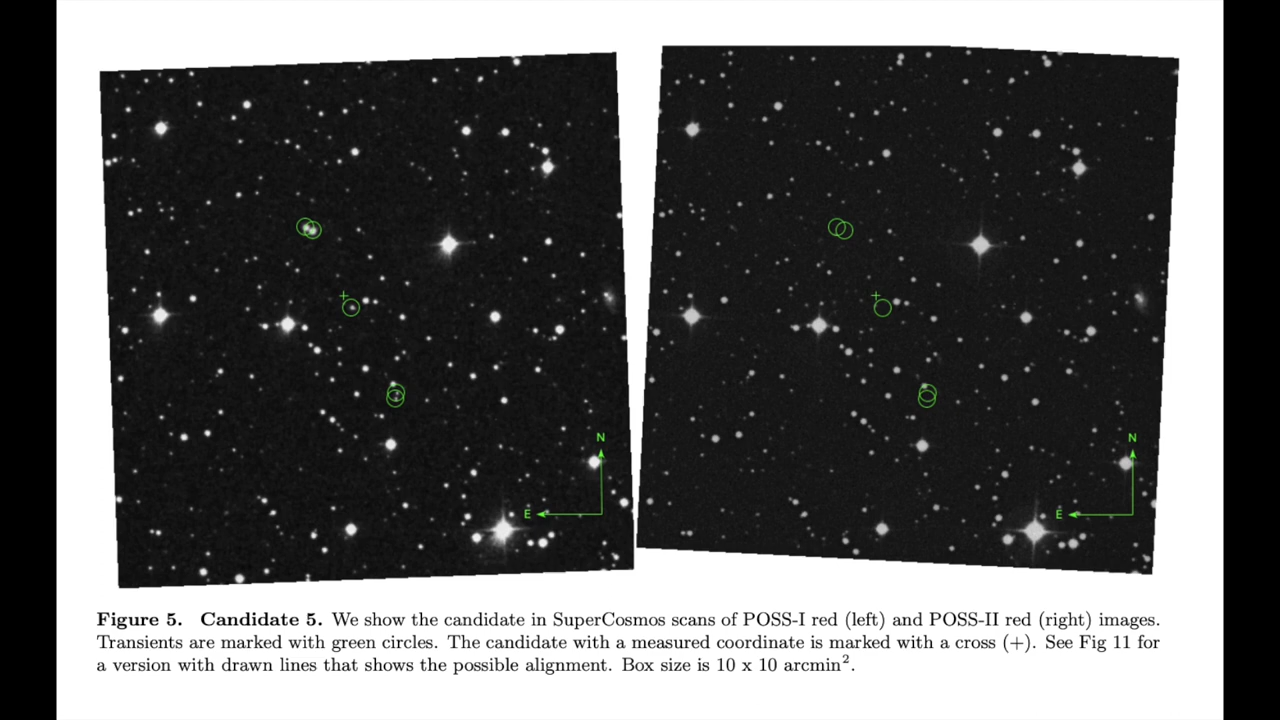 N
E
N
E
Figure 5. Candidate 5. We show the candidate in SuperCosmos scans of POSS-I red (left) and POSS-II red (right) images.
Transients are marked with green circles. The candidate with a measured coordinate is marked with a cross (+). See Fig 11 for
a version with drawn lines that shows the possible alignment. Box size is 10 x 10 arcmin².